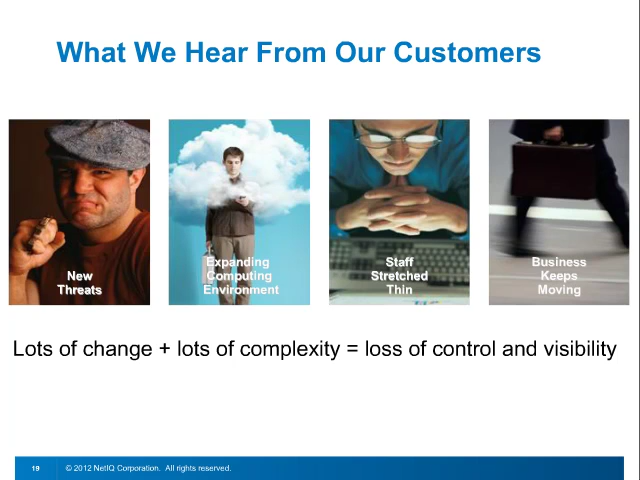 What We Hear From Our Customers
New
Threats
Expanding
Computing
Environment
Staff
Stretched
Thin
Business
Keeps
Moving
Lots of change + lots of complexity = loss of control and visibility
19 © 2012 NetIQ Corporation. All rights reserved.